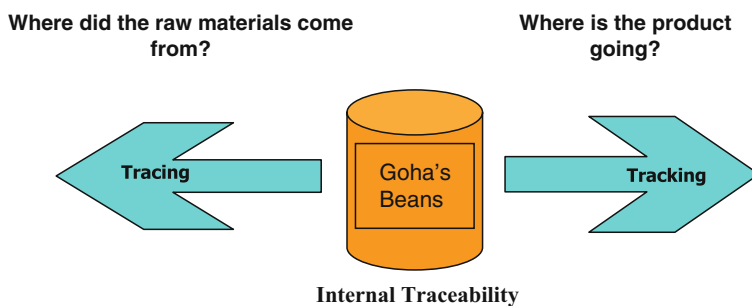 Where did the raw materials come
from?
Where is the product
going?
Tracing
Goha's
Beans
Tracking
Internal Traceability